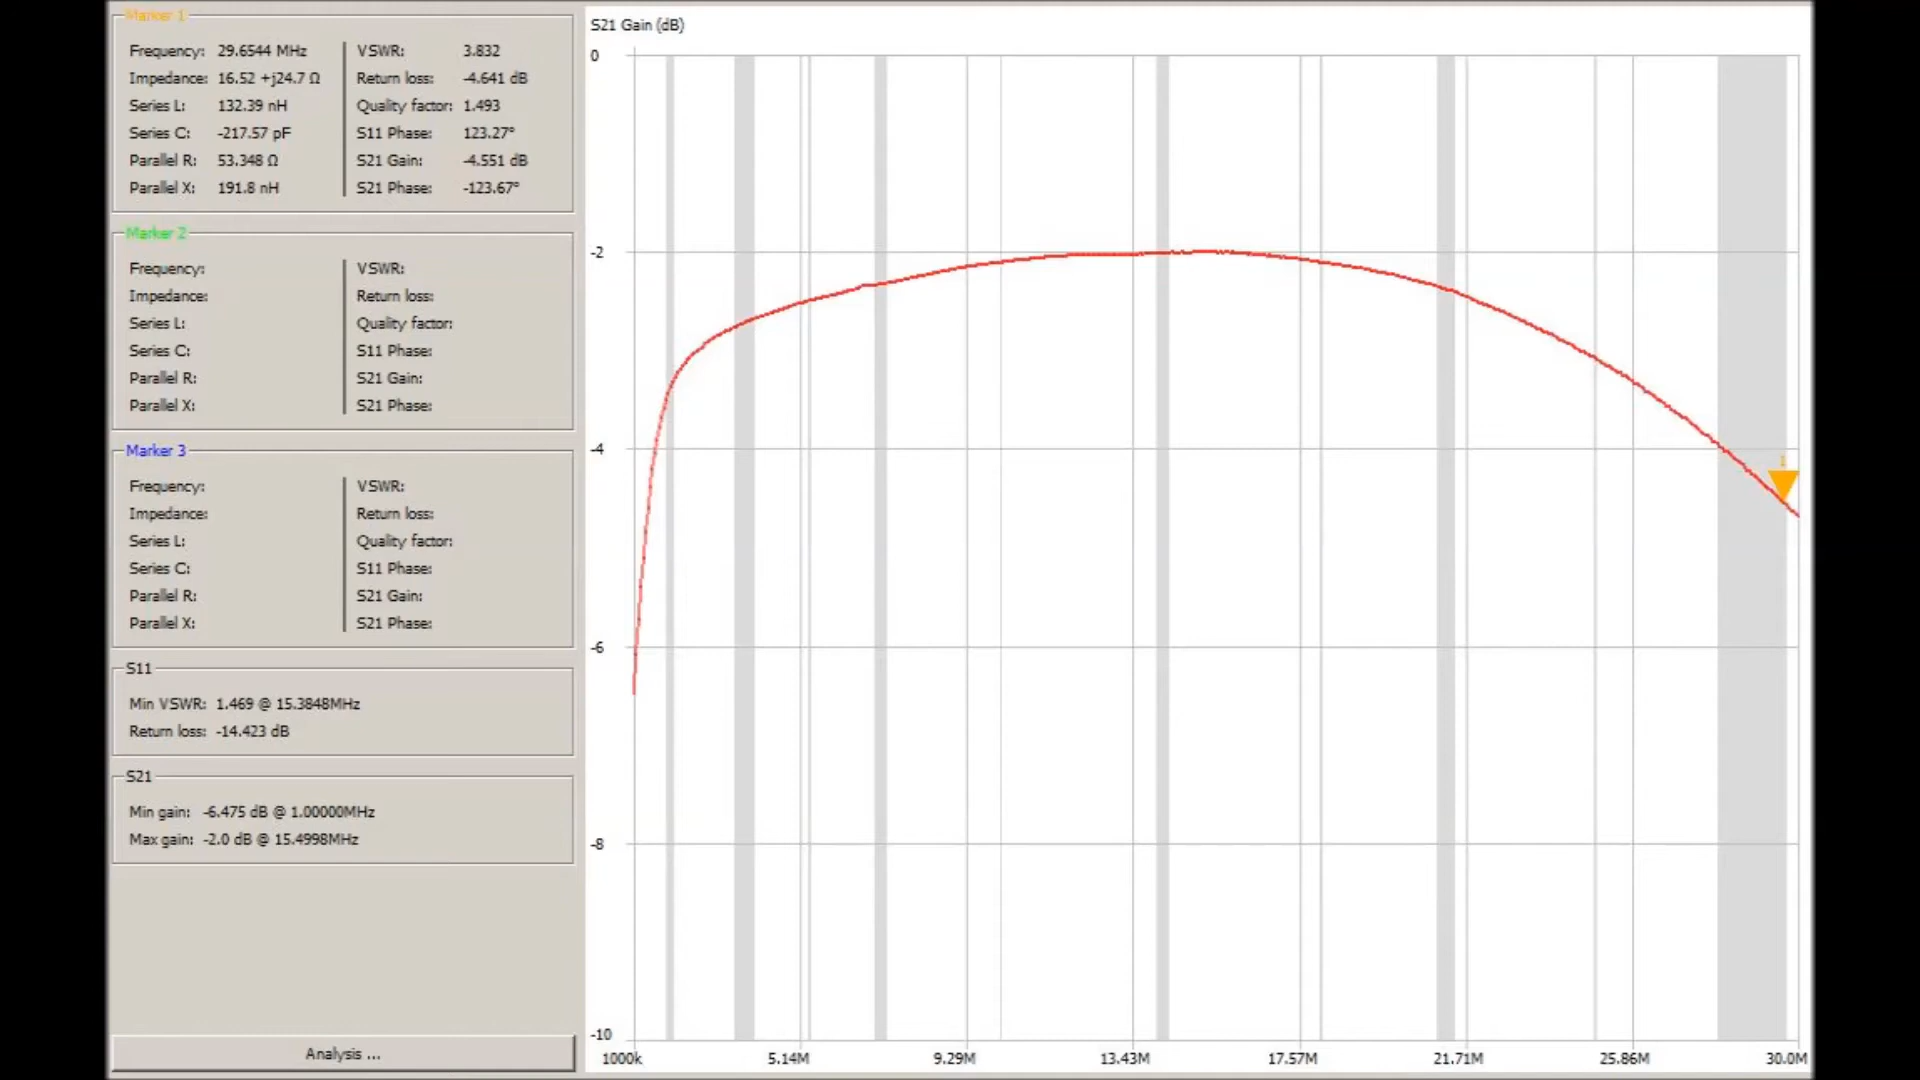 Marker 1
Frequency: 29.6544 MHz VSWR: 3.832
Impedance: 16.52 +j24.7 Ω Return loss: -4.641 dB
Series L: 132.39 nH Quality factor: 1.493
Series C: -217.57 pF S11 Phase: 123.27°
Parallel R: 53.348 Ω S21 Gain: -4.551 dB
Parallel X: 191.8 nH S21 Phase: -123.67°
Marker 2
Frequency: VSWR:
Impedance: Return loss:
Series L: Quality factor:
Series C: S11 Phase:
Parallel R: S21 Gain:
Parallel X: S21 Phase:
Marker 3
Frequency: VSWR:
Impedance: Return loss:
Series L: Quality factor:
Series C: S11 Phase:
Parallel R: S21 Gain:
Parallel X: S21 Phase:
S11
Min VSWR: 1.469 @ 15.3848MHz
Return loss: -14.423 dB
S21
Min gain: -6.475 dB @ 1.00000MHz
Max gain: -2.0 dB @ 15.4998MHz
Analysis ...
S21 Gain (dB)
0
-2
-4
1
-6
-8
-10
1000k 5.14M 9.29M 13.43M 17.57M 21.71M 25.86M 30.0M